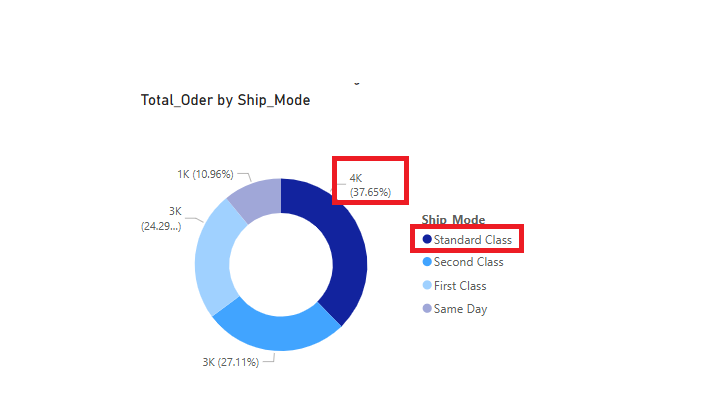 Total_Oder by Ship_Mode
1K (10.96%)
4K
(37.65%)
3K
(24.29...)
3K (27.11%)
Ship_Mode
Standard Class
Second Class
First Class
Same Day